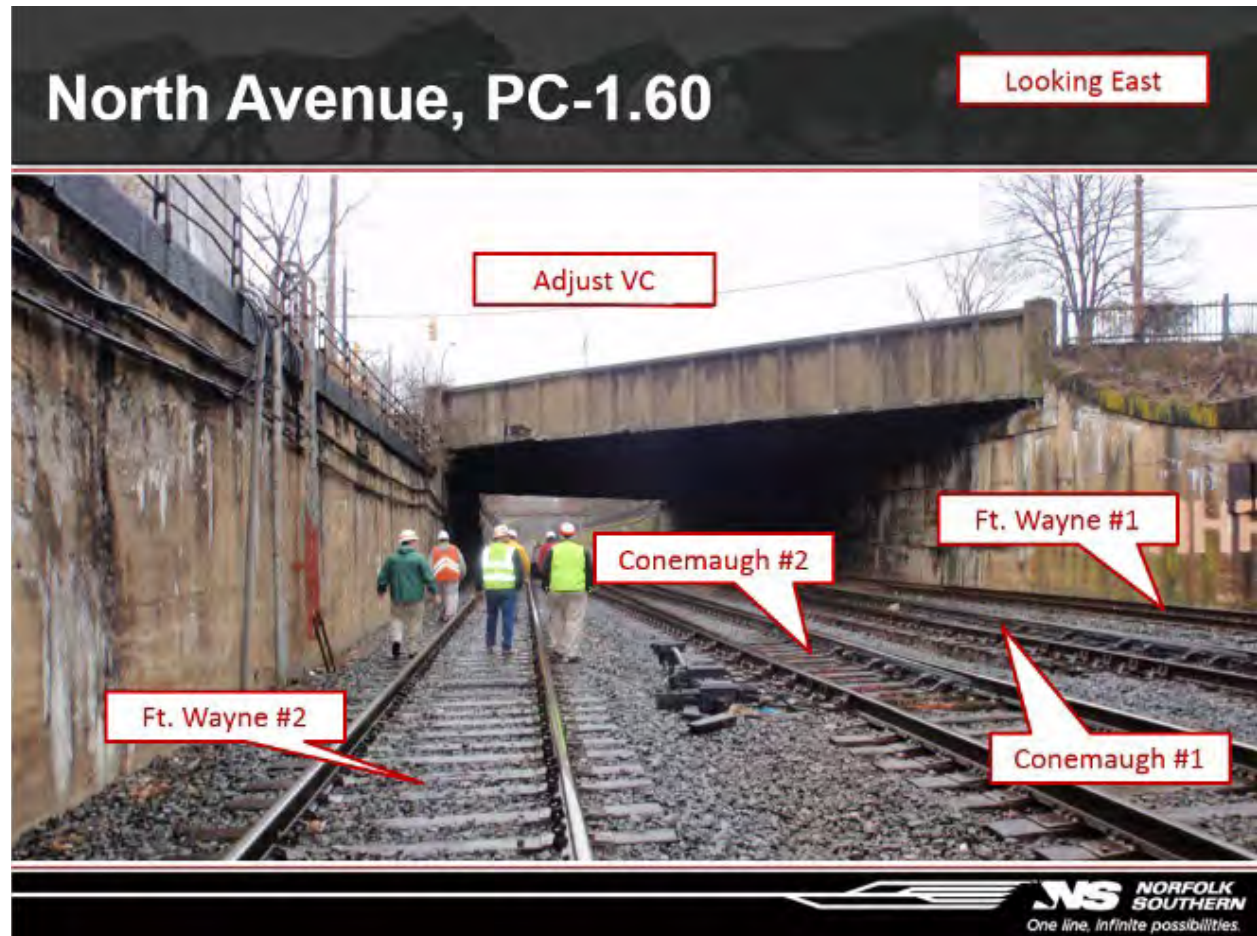 North Avenue, PC-1.60
Looking East
Adjust VC
Ft. Wayne #1
Conemaugh #2
Ft. Wayne #2
Conemaugh #1
NS NORFOLK
SOUTHERN
One line, infinite possibilities.